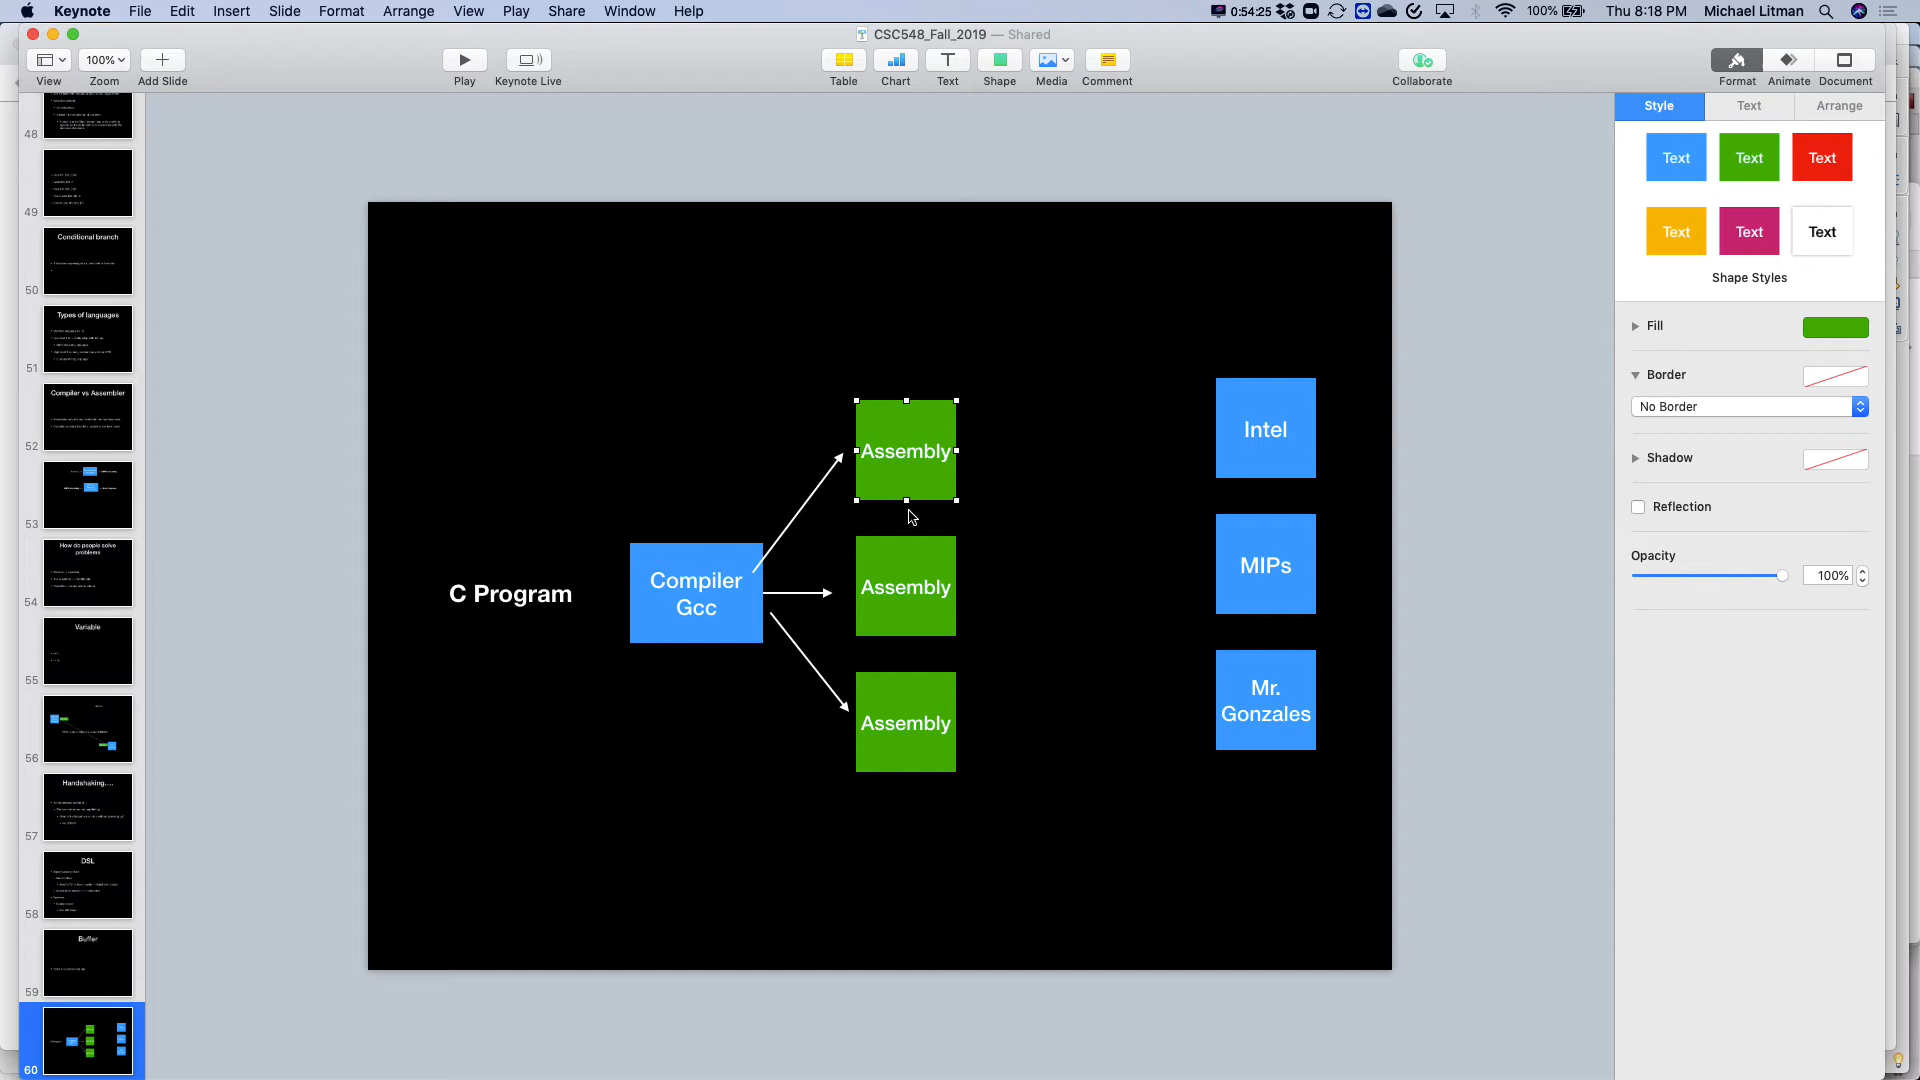 Keynote File Edit Insert Slide Format Arrange View Play Share Window Help
0:54:25 100% Thu 8:18 PM Michael Litman
CSC548_Fall_2019 — Shared
100%
View Zoom Add Slide Play Keynote Live Table Chart Text Shape Media Comment Collaborate Format Animate Document
Style Text Arrange
Text Text Text
Text Text Text
Shape Styles
Fill
Border
No Border
Shadow
Reflection
Opacity
100%
48
49
Conditional branch
50
Types of languages
51
Compiler vs Assembler
52
53
How do people solve
problems
54
Variable
55
56
Handshaking....
57
DSL
58
Buffer
59
60
C Program
Compiler
Gcc
Assembly
Assembly
Assembly
Intel
MIPs
Mr.
Gonzales